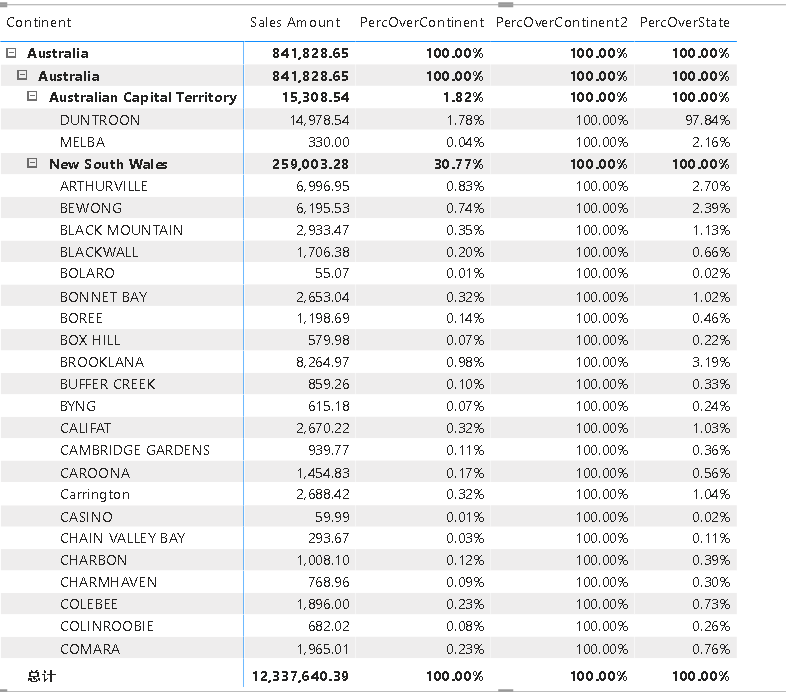 Continent Sales Amount PercOverContinent PercOverContinent2 PercOverState
Australia 841,828.65 100.00% 100.00% 100.00%
Australia 841,828.65 100.00% 100.00% 100.00%
Australian Capital Territory 15,308.54 1.82% 100.00% 100.00%
DUNTROON 14,978.54 1.78% 100.00% 97.84%
MELBA 330.00 0.04% 100.00% 2.16%
New South Wales 259,003.28 30.77% 100.00% 100.00%
ARTHURVILLE 6,996.95 0.83% 100.00% 2.70%
BEWONG 6,195.53 0.74% 100.00% 2.39%
BLACK MOUNTAIN 2,933.47 0.35% 100.00% 1.13%
BLACKWALL 1,706.38 0.20% 100.00% 0.66%
BOLARO 55.07 0.01% 100.00% 0.02%
BONNET BAY 2,653.04 0.32% 100.00% 1.02%
BOREE 1,198.69 0.14% 100.00% 0.46%
BOX HILL 579.98 0.07% 100.00% 0.22%
BROOKLANA 8,264.97 0.98% 100.00% 3.19%
BUFFER CREEK 859.26 0.10% 100.00% 0.33%
BYNG 615.18 0.07% 100.00% 0.24%
CALIFAT 2,670.22 0.32% 100.00% 1.03%
CAMBRIDGE GARDENS 939.77 0.11% 100.00% 0.36%
CAROONA 1,454.83 0.17% 100.00% 0.56%
Carrington 2,688.42 0.32% 100.00% 1.04%
CASINO 59.99 0.01% 100.00% 0.02%
CHAIN VALLEY BAY 293.67 0.03% 100.00% 0.11%
CHARBON 1,008.10 0.12% 100.00% 0.39%
CHARMHAVEN 768.96 0.09% 100.00% 0.30%
COLEBEE 1,896.00 0.23% 100.00% 0.73%
COLINROOBIE 682.02 0.08% 100.00% 0.26%
COMARA 1,965.01 0.23% 100.00% 0.76%
总计 12,337,640.39 100.00% 100.00% 100.00%